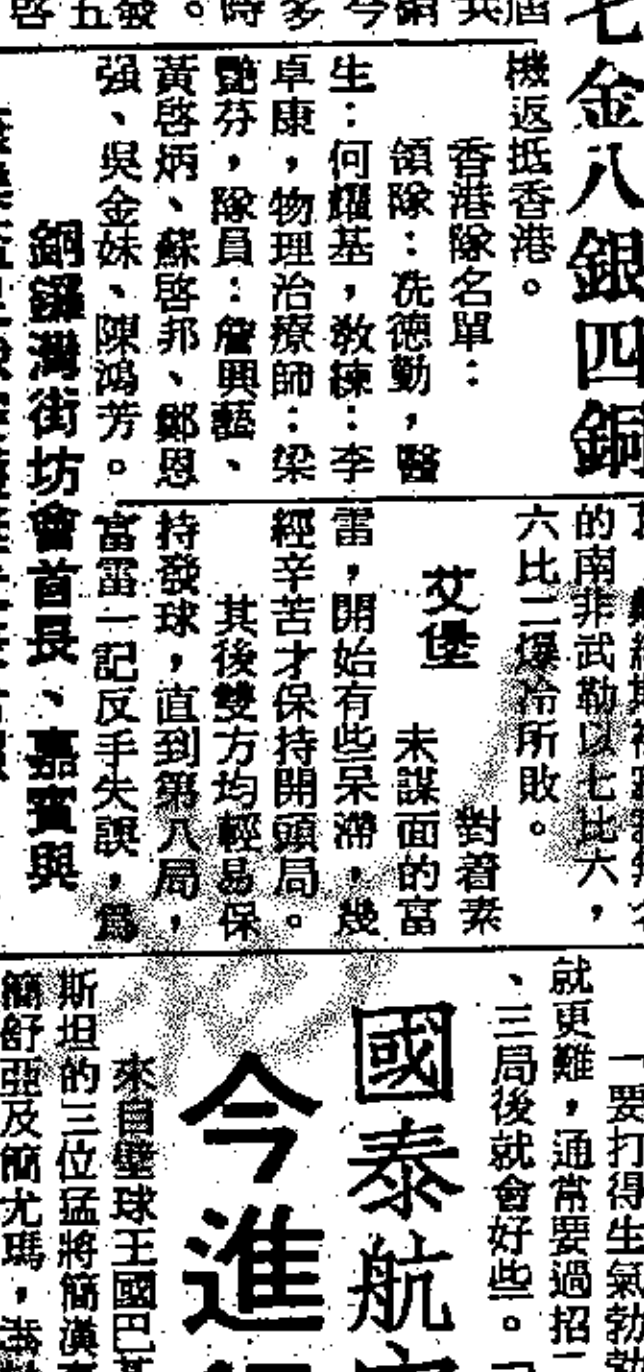 七金八銀四銅
機返抵香港。
香港隊名單：
領隊：冼德勤，醫
生：何耀基，教練：李
卓康，物理治療師：梁
艷芬，隊員：詹興藝、
黃啓炳、蘇啓邦、鄭恩
强、吳金妹、陳鴻芳。
銅鑼灣街坊會首長、嘉賓與
的南非武勒以七比六，
六比二爆冷所敗。
艾堡
對着素
未謀面的富
雷，開始有些呆滯，幾
經辛苦才保持開頭局。
其後雙方均輕易保
持發球，直到第八局，
富雷一記反手失誤，爲
一要打得生氣勃勃
就更難，通常要過招二
、三局後就會好些。
國泰航
今進
來自壁球王國巴基
斯坦的三位猛將簡漢
簡舒亞及簡尤瑪，